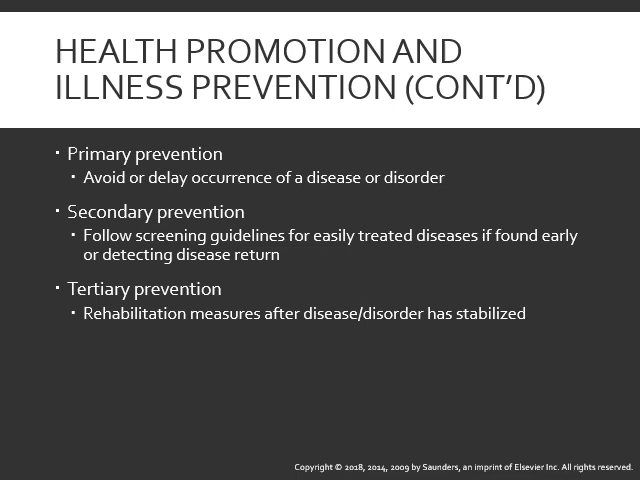 HEALTH PROMOTION AND
ILLNESS PREVENTION (CONT’D)
▪ Primary prevention
▪ Avoid or delay occurrence of a disease or disorder
▪ Secondary prevention
▪ Follow screening guidelines for easily treated diseases if found early
or detecting disease return
▪ Tertiary prevention
▪ Rehabilitation measures after disease/disorder has stabilized
Copyright © 2018, 2014, 2009 by Saunders, an imprint of Elsevier Inc. All rights reserved.